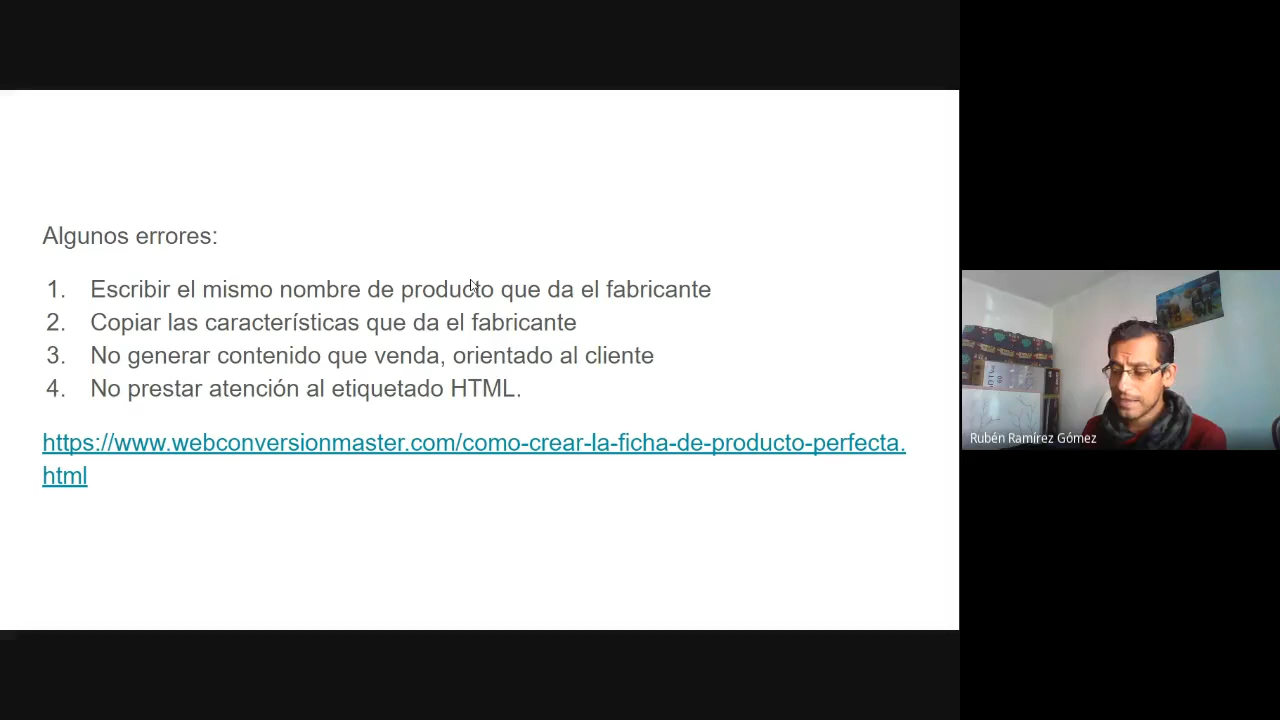 Algunos errores:
1. Escribir el mismo nombre de producto que da el fabricante
2. Copiar las características que da el fabricante
3. No generar contenido que venda, orientado al cliente
4. No prestar atención al etiquetado HTML.
https://www.webconversionmaster.com/como-crear-la-ficha-de-producto-perfecta.
html
Rubén Ramírez Gómez